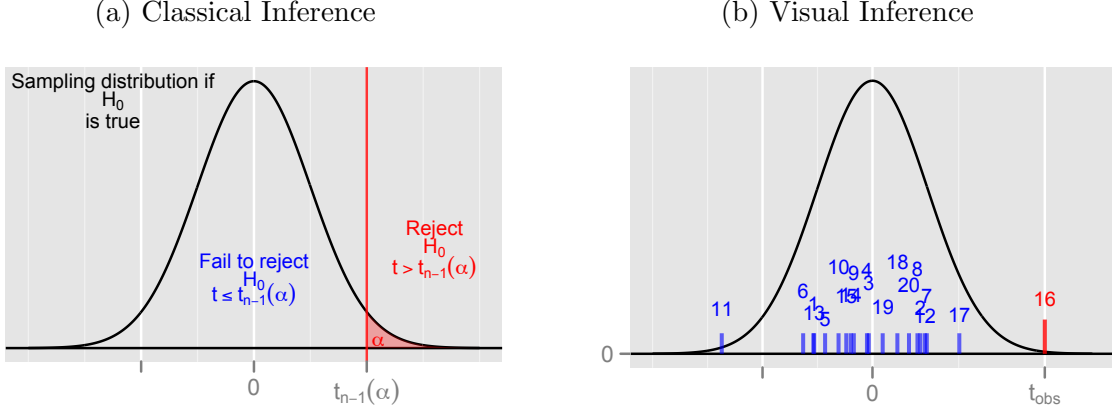 (a) Classical Inference
Sampling distribution if
H₀
is true
Reject
H₀
t > tₙ₋₁(α)
Fail to reject
H₀
t ≤ tₙ₋₁(α)
α
0
tₙ₋₁(α)
(b) Visual Inference
18
10
9
4
8
3
20
6
15
14
7
11
1
19
2
17
16
13
5
12
0
0
t_obs